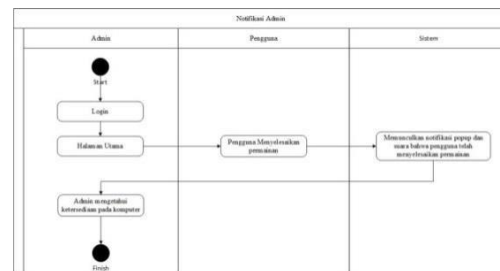 Notifikasi Admin
Admin
Pengguna
Sistem
Start
Login
Halaman Utama
Pengguna Menyelesaikan
permainan
Memunculkan notifikasi popup dan
suara bahwa pengguna telah
menyelesaikan permainan
Admin mengetahui
ketersediaan pada komputer
Finish